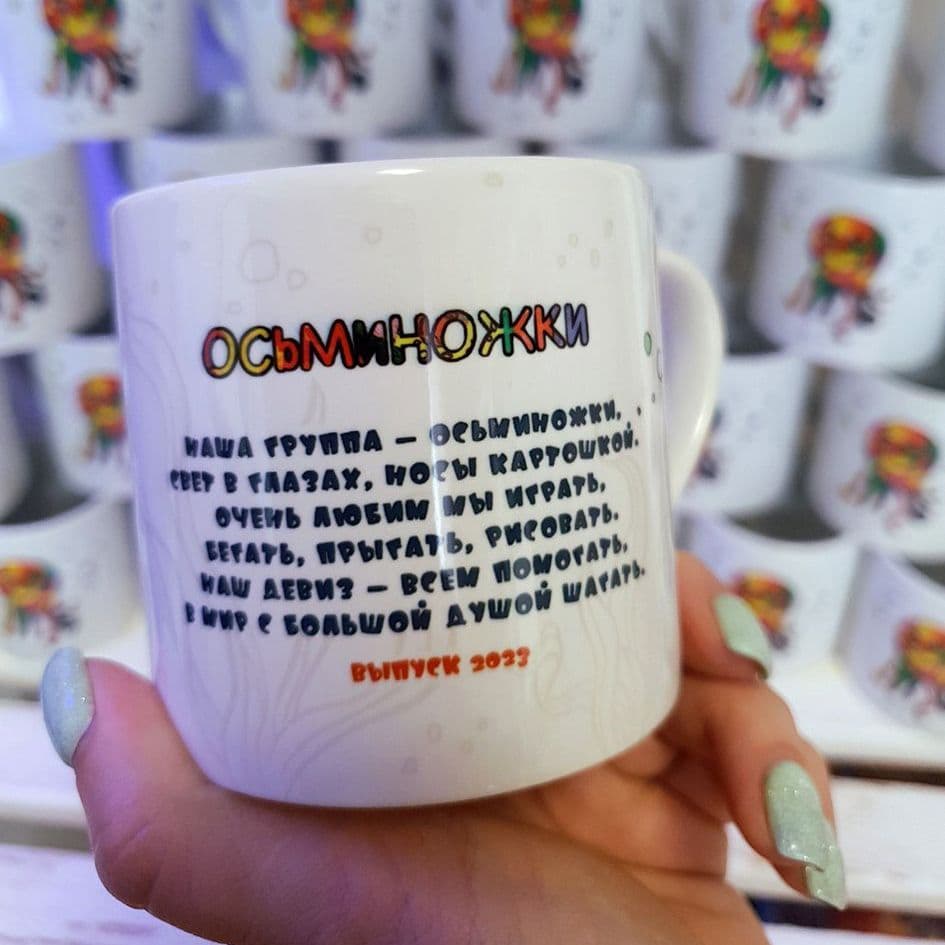 ОСЬМИНОЖКИ
НАША ГРУППА – ОСЬМИНОЖКИ,
СВЕТ В ГЛАЗАХ, НОСЫ КАРТОШКОЙ.
ОЧЕНЬ ЛЮБИМ МЫ ИГРАТЬ,
БЕГАТЬ, ПРЫГАТЬ, РИСОВАТЬ.
НАШ ДЕВИЗ – ВСЕМ ПОМОГАТЬ,
В МИР С БОЛЬШОЙ ДУШОЙ ШАГАТЬ.
ВЫПУСК 2023